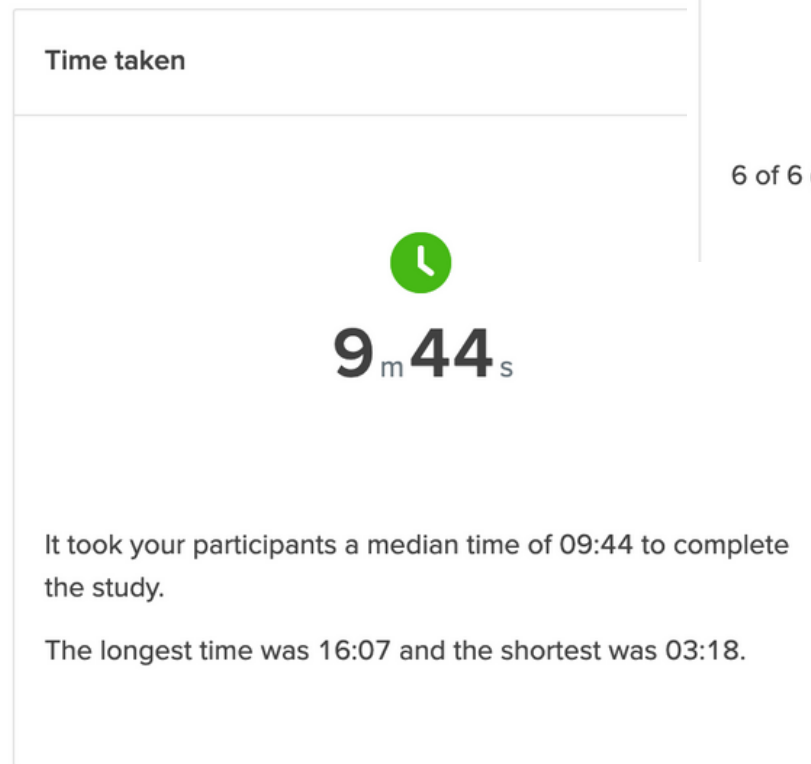 Time taken
6 of 6
9m44s
It took your participants a median time of 09:44 to complete
the study.
The longest time was 16:07 and the shortest was 03:18.